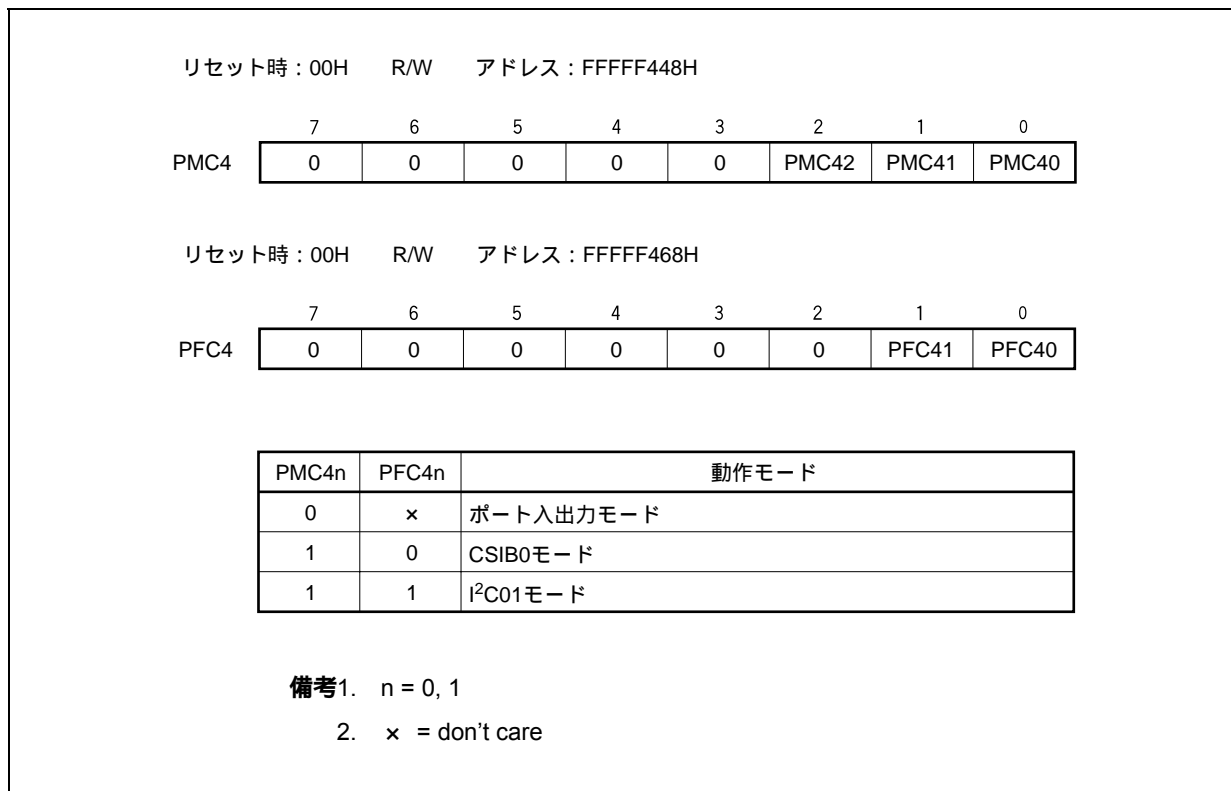 リセット時:00H R/W アドレス:FFFFF448H
7 6 5 4 3 2 1 0
PMC4 0 0 0 0 0 PMC42 PMC41 PMC40
リセット時:00H R/W アドレス:FFFFF468H
7 6 5 4 3 2 1 0
PFC4 0 0 0 0 0 0 PFC41 PFC40
PMC4n PFC4n 動作モード
0 × ポート入出力モード
1 0 CSIB0モード
1 1 I²C01モード
備考1. n = 0, 1
2. × = don't care